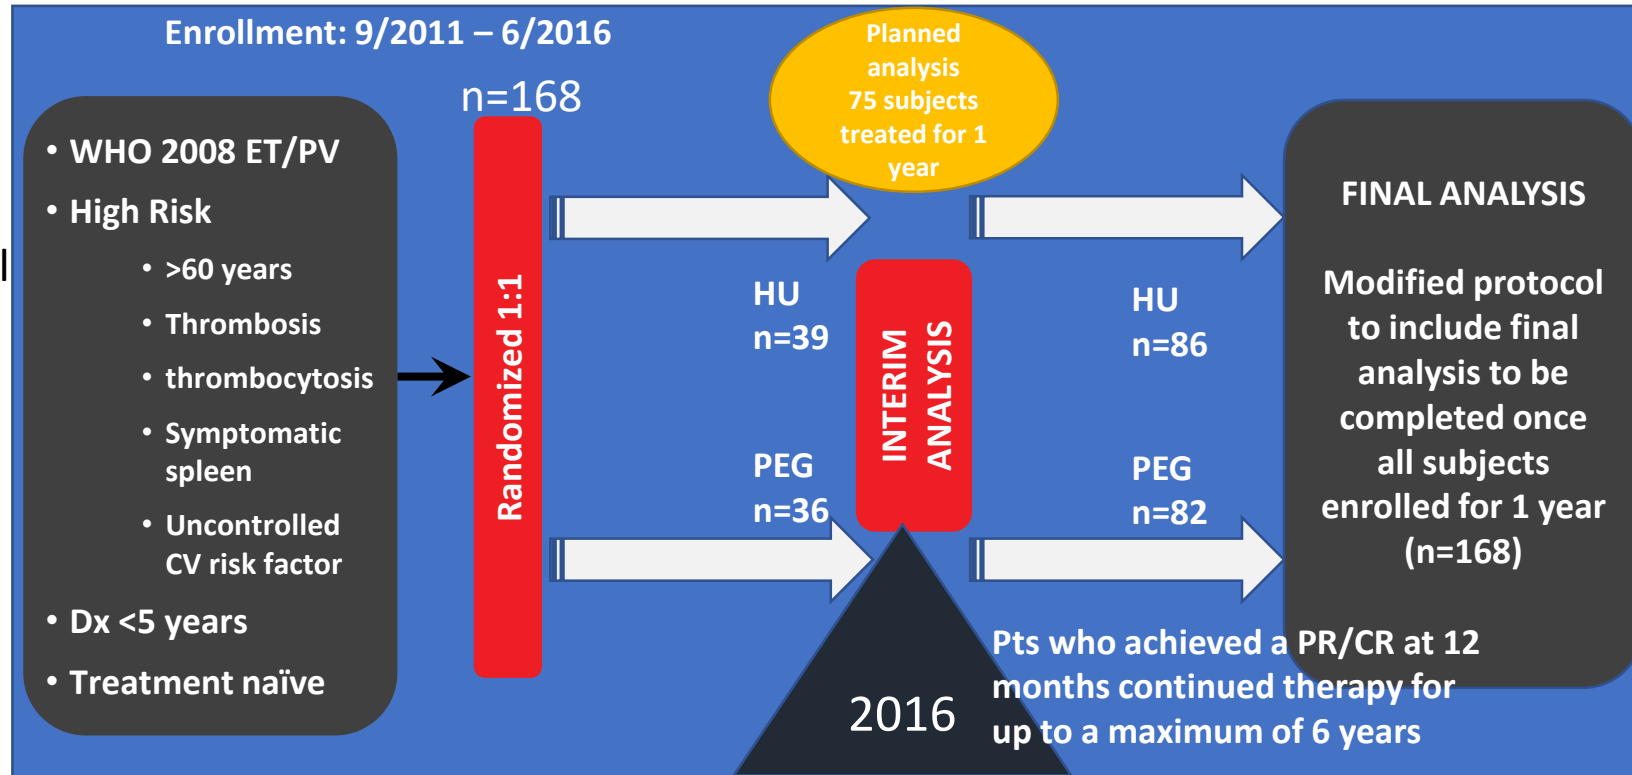 Enrollment: 9/2011 – 6/2016
n=168
Planned
analysis
75 subjects
treated for 1
year
• WHO 2008 ET/PV
• High Risk
• >60 years
• Thrombosis
• thrombocytosis
• Symptomatic
spleen
• Uncontrolled
CV risk factor
• Dx <5 years
• Treatment naïve
l
Randomized 1:1
HU
n=39
PEG
n=36
INTERIM
ANALYSIS
2016
HU
n=86
PEG
n=82
Pts who achieved a PR/CR at 12
months continued therapy for
up to a maximum of 6 years
FINAL ANALYSIS
Modified protocol
to include final
analysis to be
completed once
all subjects
enrolled for 1 year
(n=168)